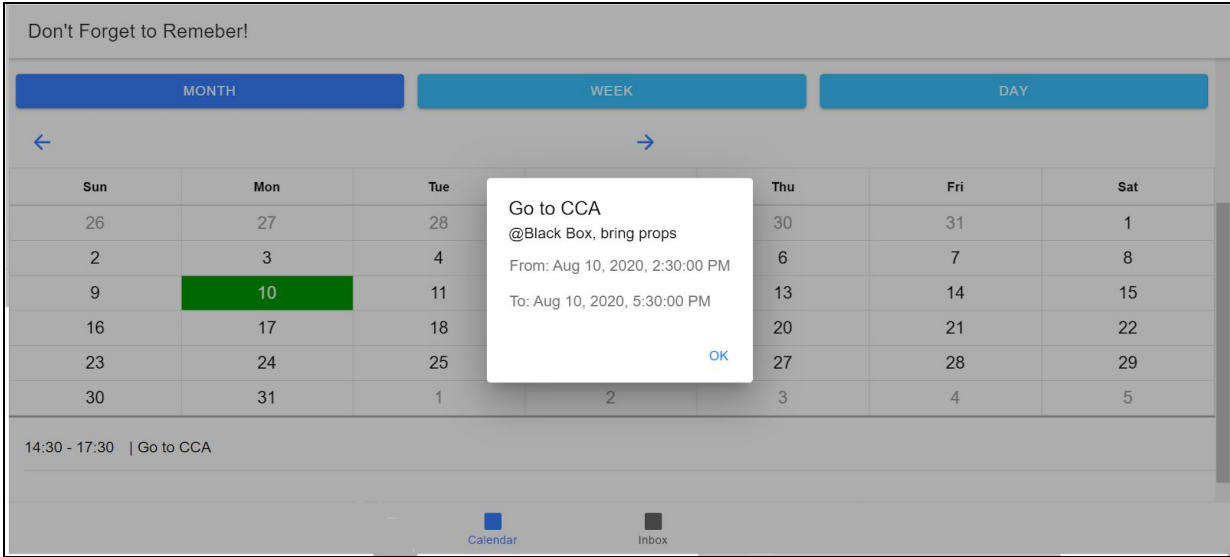 Don't Forget to Remeber!
MONTH WEEK DAY
Sun Mon Tue Thu Fri Sat
26 27 28 30 31 1
2 3 4 6 7 8
9 10 11 13 14 15
16 17 18 20 21 22
23 24 25 27 28 29
30 31 1 2 3 4 5
Go to CCA
@Black Box, bring props
From: Aug 10, 2020, 2:30:00 PM
To: Aug 10, 2020, 5:30:00 PM
OK
14:30 - 17:30 | Go to CCA
Calendar Inbox